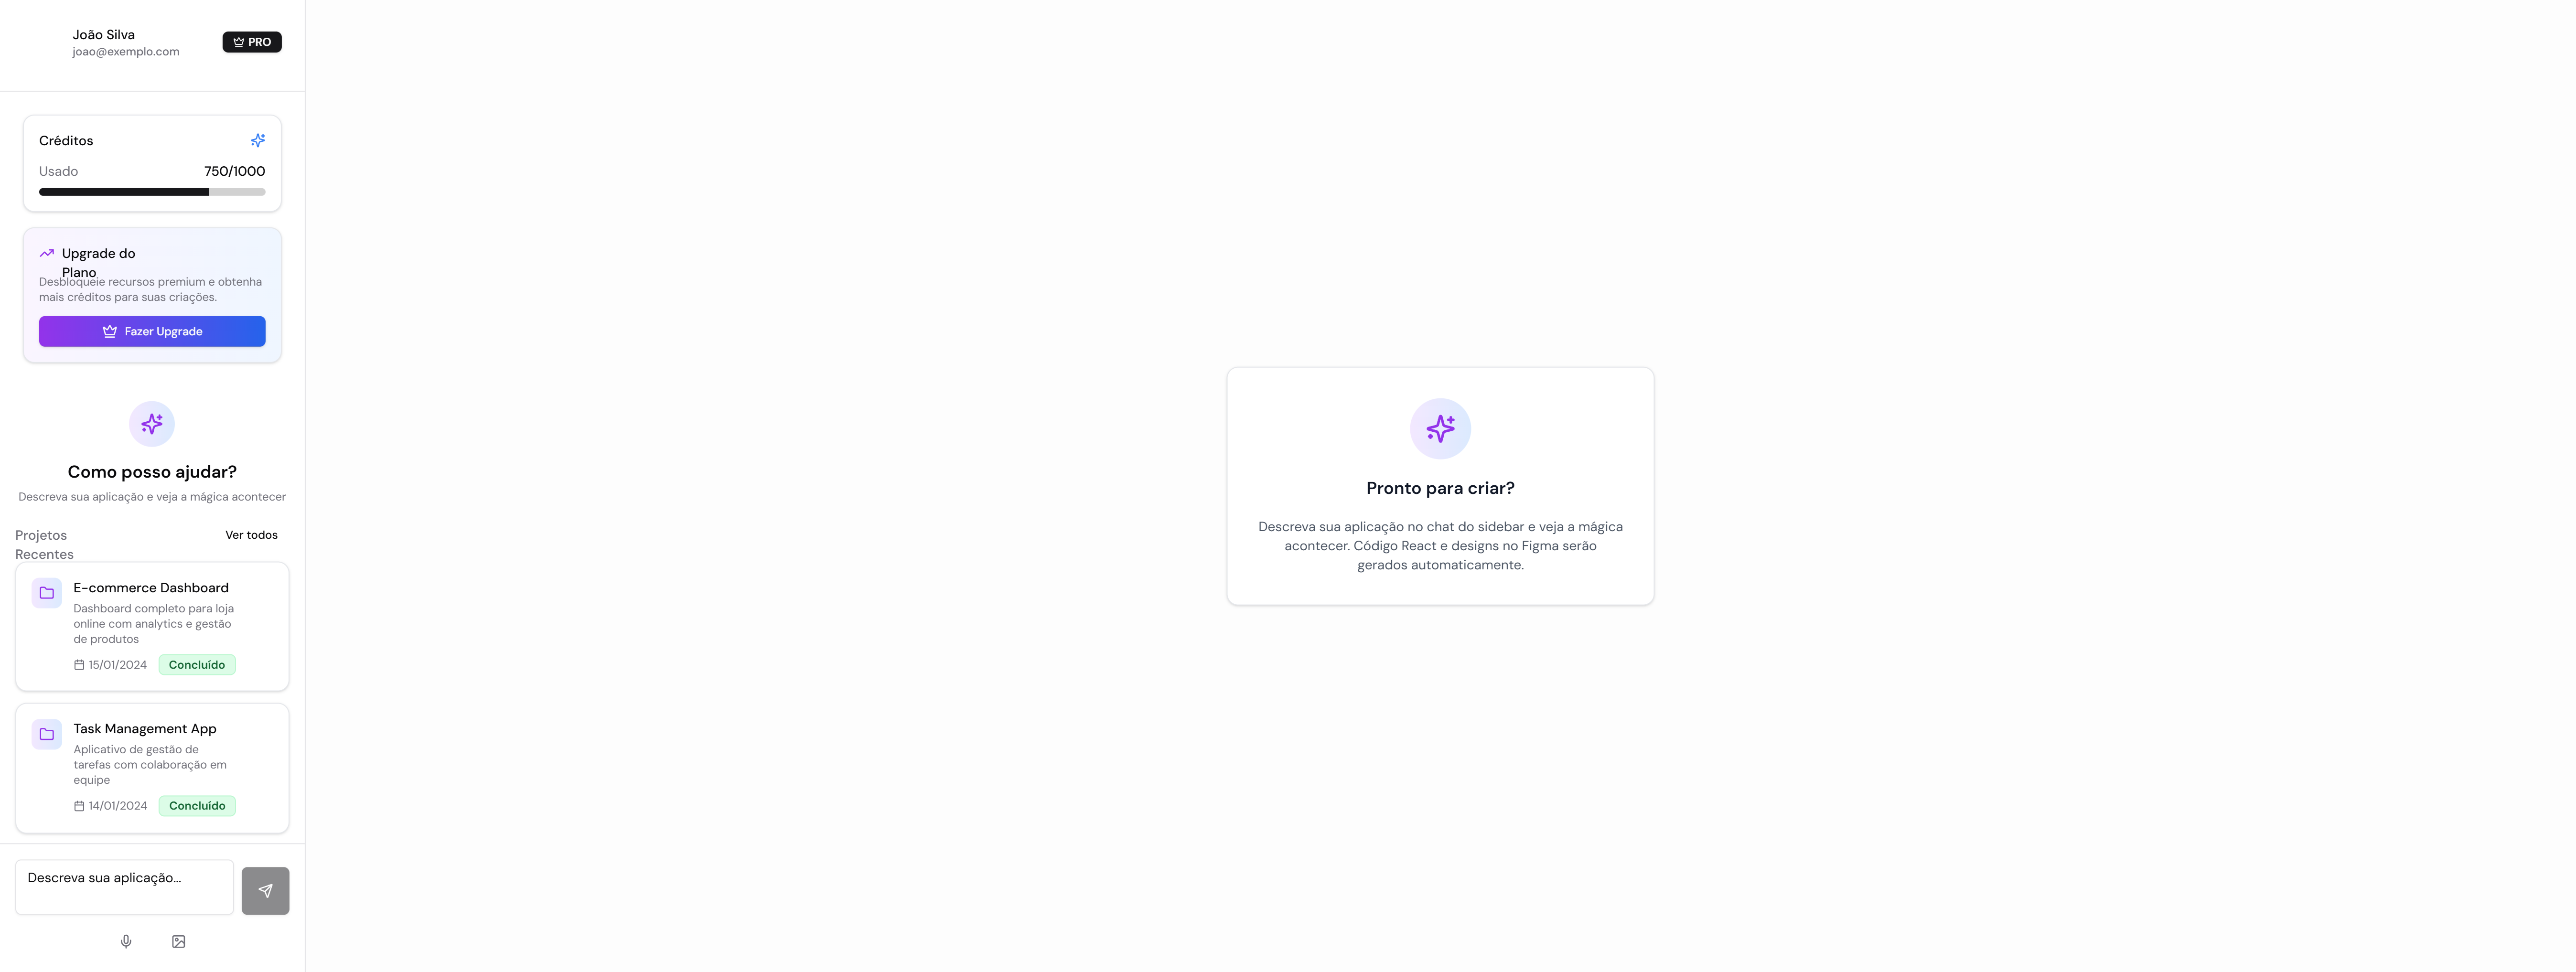 João Silva
joao@exemplo.com
PRO
Créditos
Usado 750/1000
Upgrade do
Plano
Desbloqueie recursos premium e obtenha
mais créditos para suas criações.
Fazer Upgrade
Como posso ajudar?
Descreva sua aplicação e veja a mágica acontecer
Projetos
Recentes
Ver todos
E-commerce Dashboard
Dashboard completo para loja
online com analytics e gestão
de produtos
15/01/2024 Concluído
Task Management App
Aplicativo de gestão de
tarefas com colaboração em
equipe
14/01/2024 Concluído
Descreva sua aplicação...
Pronto para criar?
Descreva sua aplicação no chat do sidebar e veja a mágica
acontecer. Código React e designs no Figma serão
gerados automaticamente.